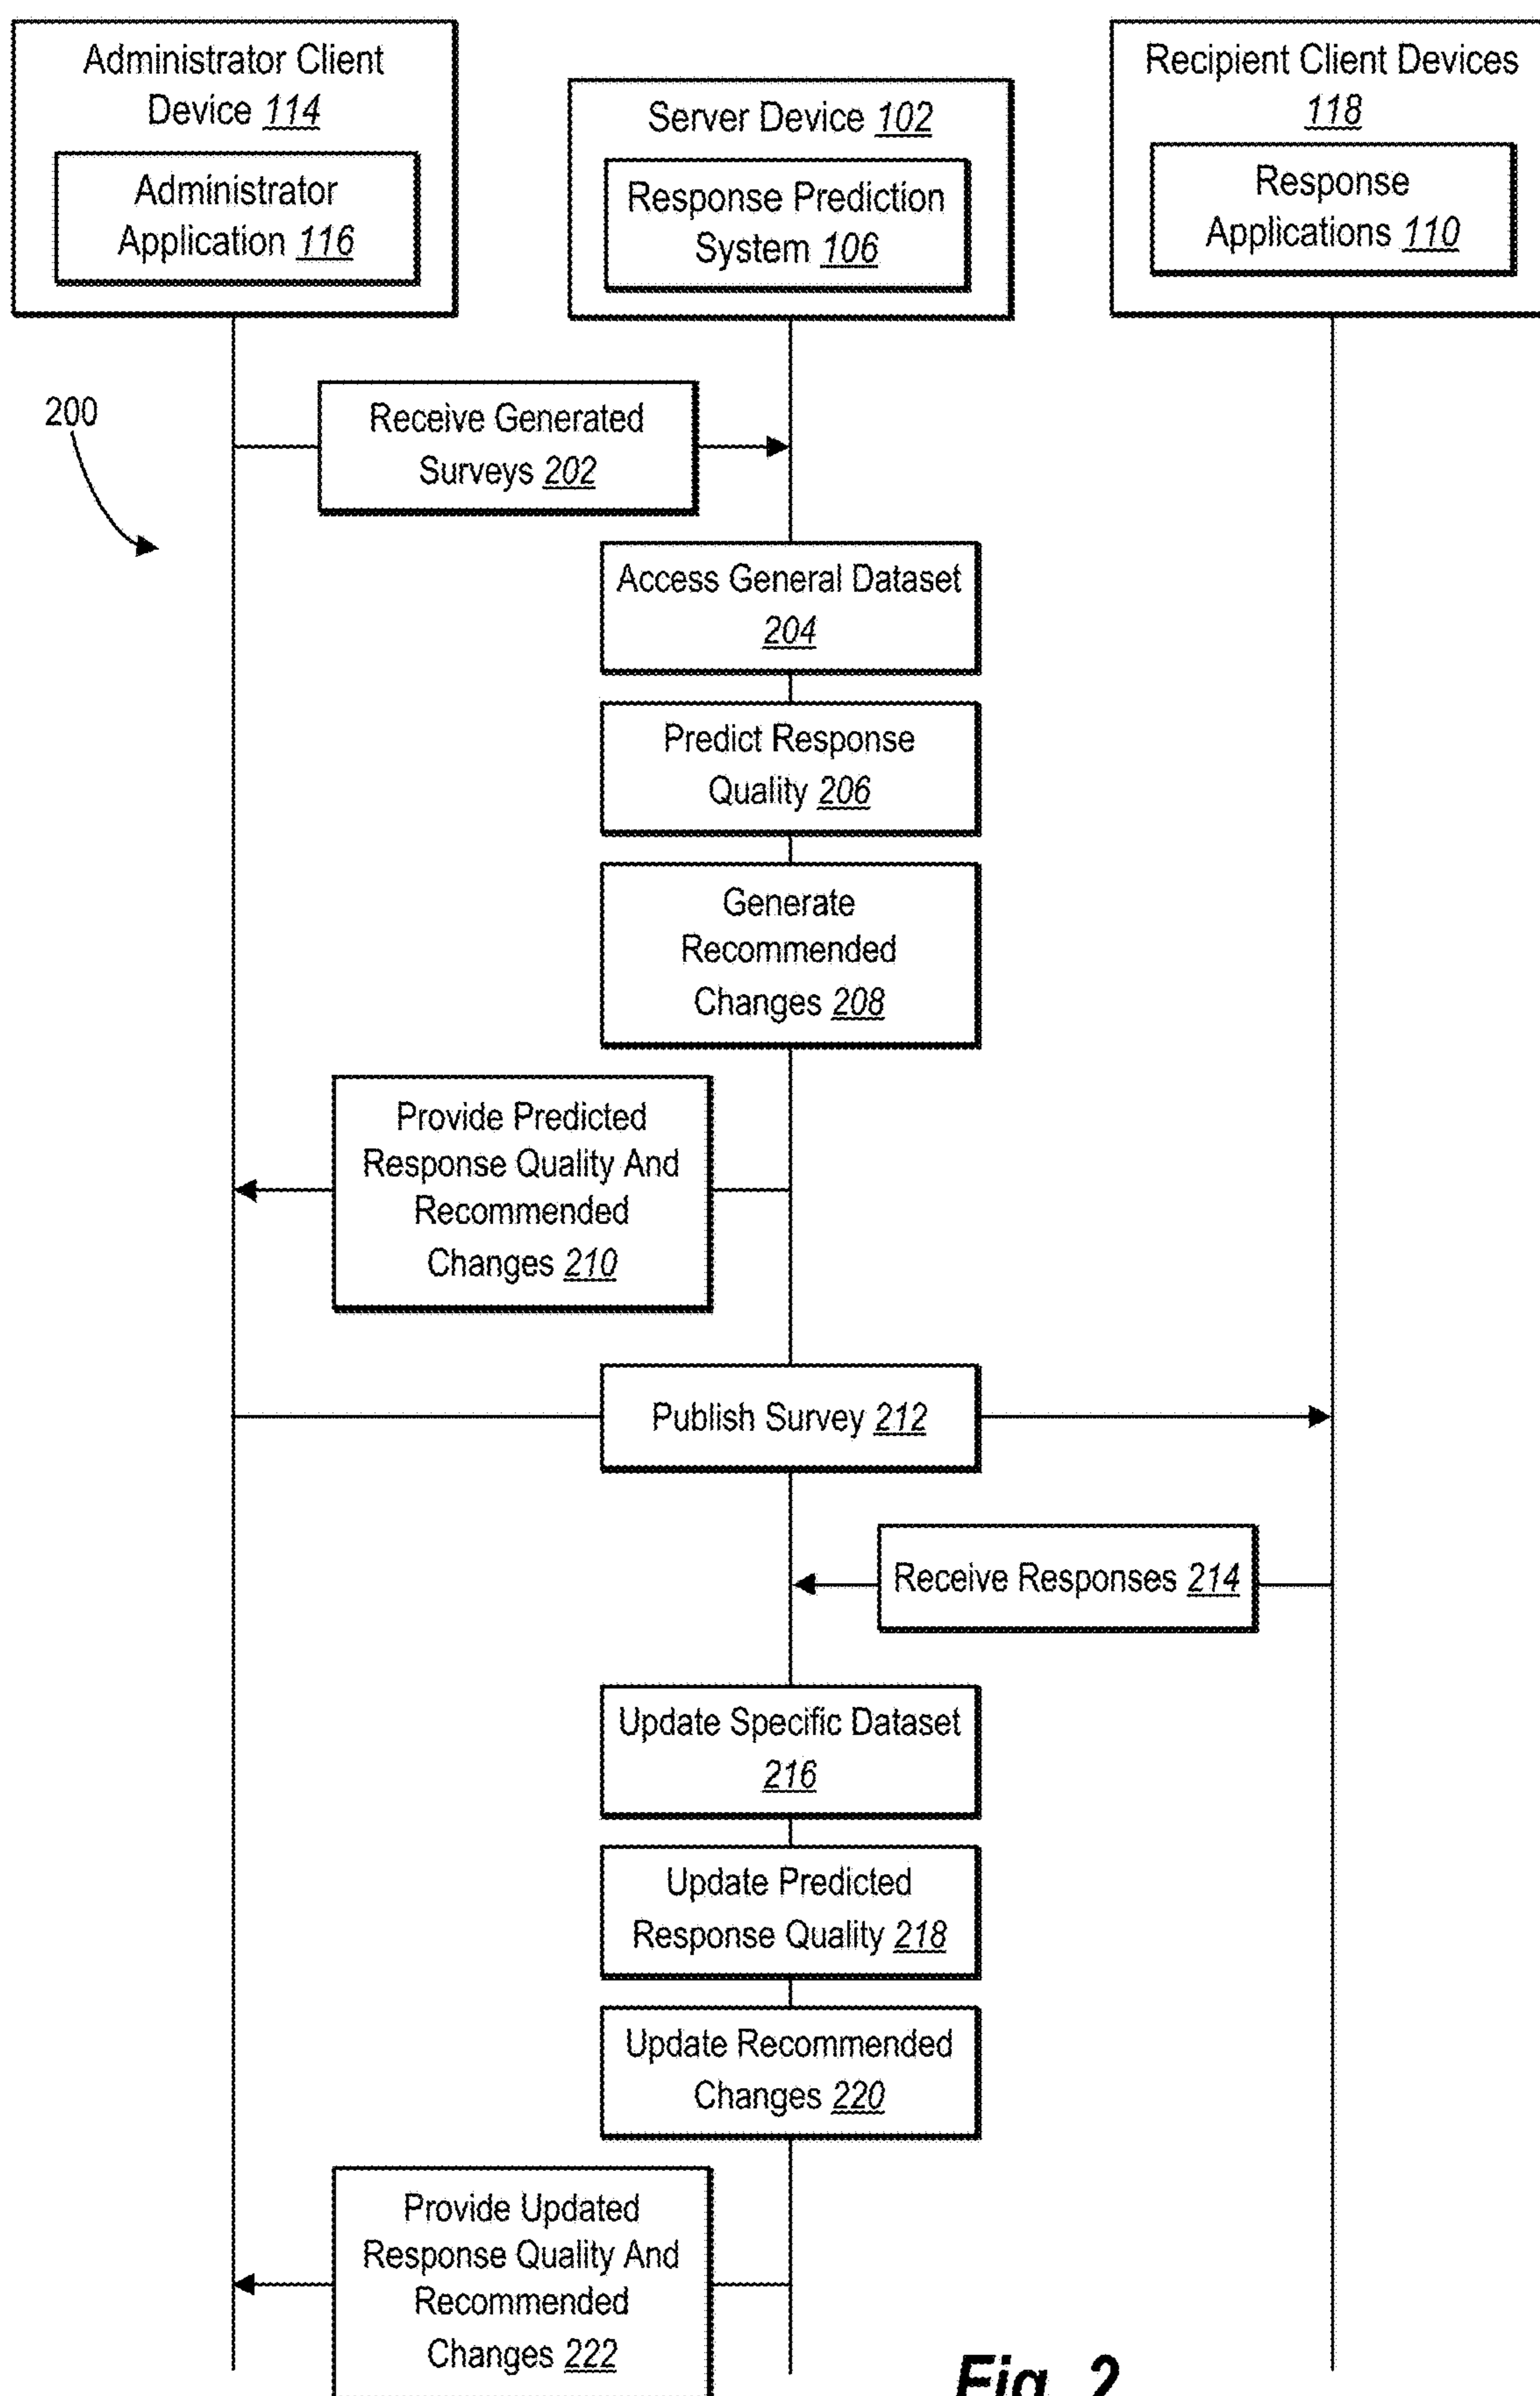 Administrator Client
Device 114
Administrator
Application 116
Server Device 102
Response Prediction
System 106
Recipient Client Devices
118
Response
Applications 110
200
Receive Generated
Surveys 202
Access General Dataset
204
Predict Response
Quality 206
Generate
Recommended
Changes 208
Provide Predicted
Response Quality And
Recommended
Changes 210
Publish Survey 212
Receive Responses 214
Update Specific Dataset
216
Update Predicted
Response Quality 218
Update Recommended
Changes 220
Provide Updated
Response Quality And
Recommended
Changes 222
Fig. 2